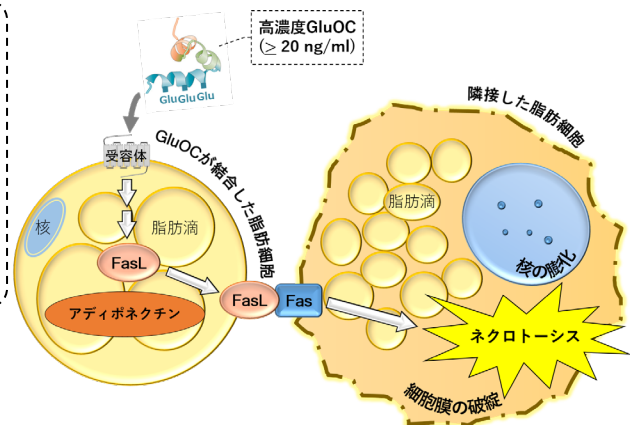 高濃度GluOC
(≥ 20 ng/ml)
GluGluGlu
受容体
GluOCが結合した脂肪細胞
隣接した脂肪細胞
核
脂肪滴
脂肪滴
FasL
核の膨化
アディポネクチン
FasL
Fas
ネクロトーシス
細胞膜の破綻